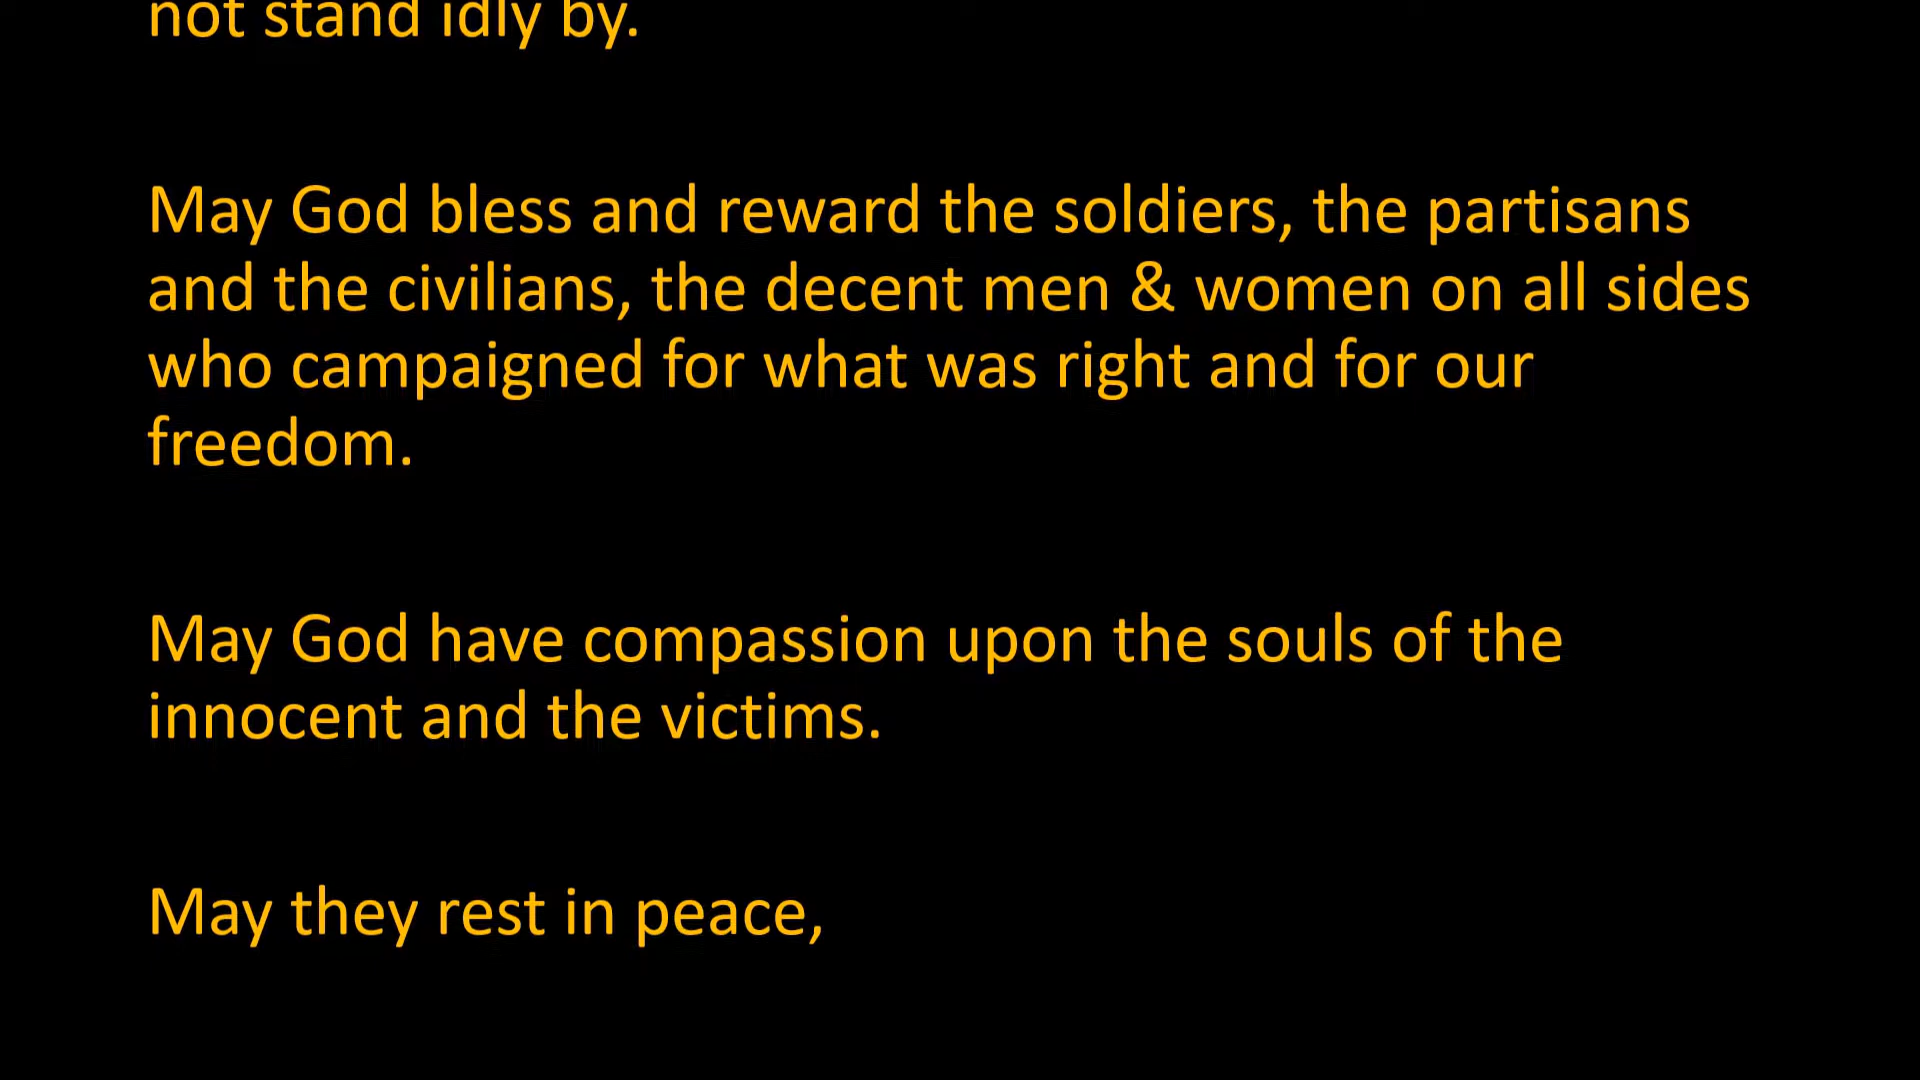 not stand idly by.
May God bless and reward the soldiers, the partisans
and the civilians, the decent men & women on all sides
who campaigned for what was right and for our
freedom.
May God have compassion upon the souls of the
innocent and the victims.
May they rest in peace,